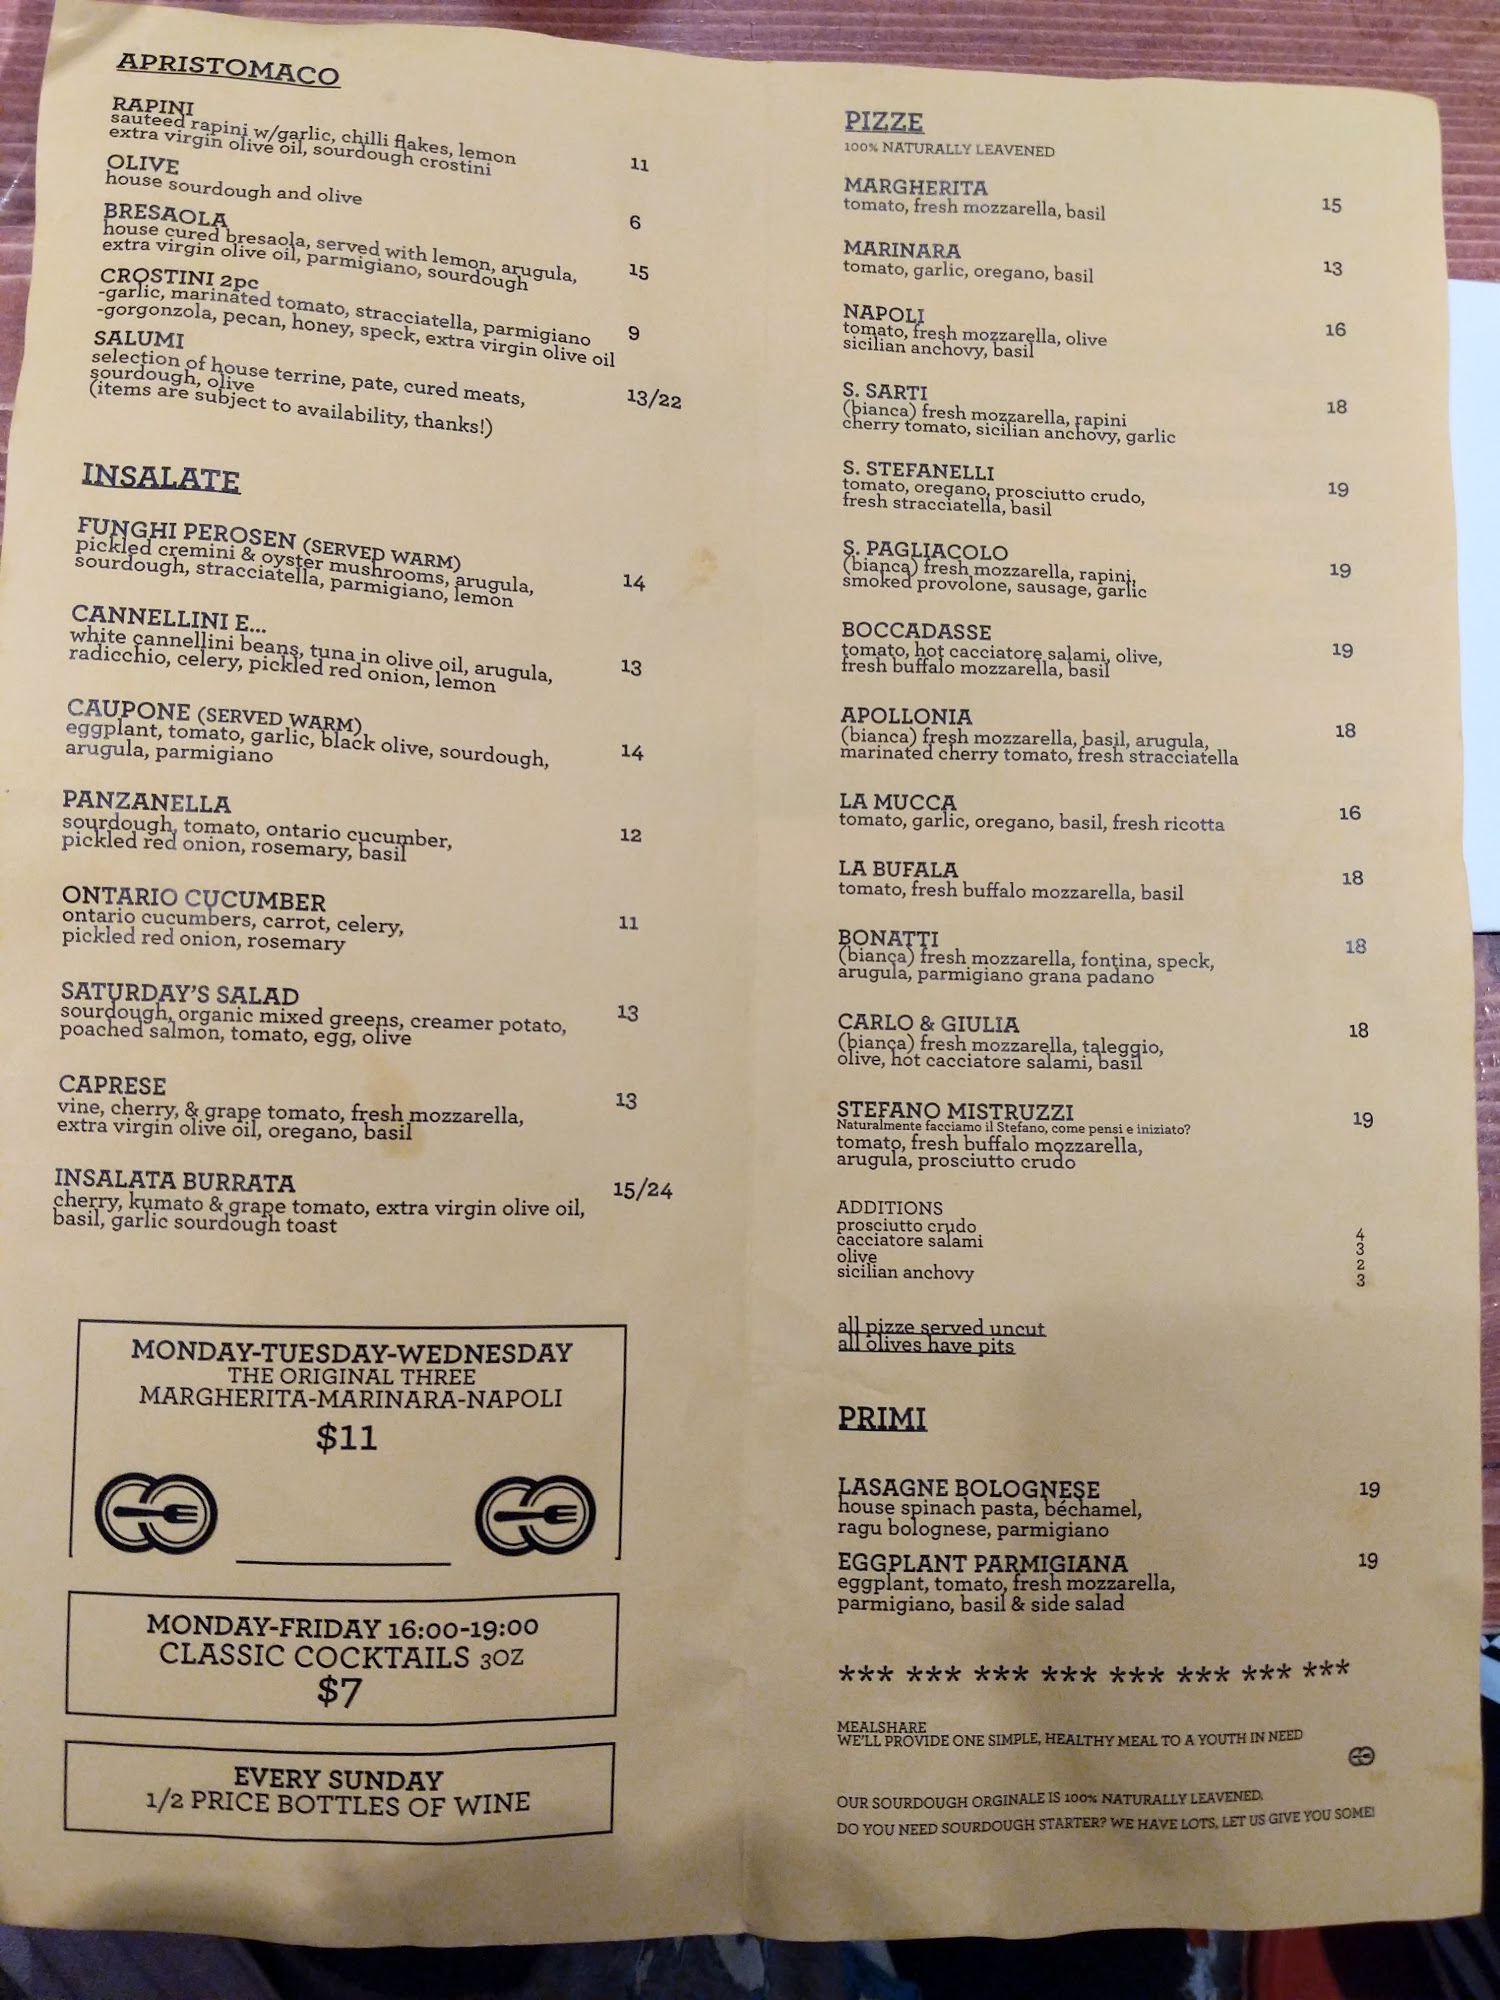 APRISTOMACO
RAPINI
sauteed rapini w/garlic, chilli flakes, lemon
extra virgin olive oil, sourdough crostini 11
OLIVE
house sourdough and olive 6
BRESAOLA
house cured bresaola, served with lemon, arugula,
extra virgin olive oil, parmigiano, sourdough 15
CROSTINI 2pc
-garlic, marinated tomato, stracciatella, parmigiano 9
-gorgonzola, pecan, honey, speck, extra virgin olive oil
SALUMI
selection of house terrine, pate, cured meats, 13/22
sourdough, olive
(items are subject to availability, thanks!)
INSALATE
FUNGHI PEROSEN (SERVED WARM)
pickled cremini & oyster mushrooms, arugula, 14
sourdough, stracciatella, parmigiano, lemon
CANNELLINI E...
white cannellini beans, tuna in olive oil, arugula, 13
radicchio, celery, pickled red onion, lemon
CAUPONE (SERVED WARM)
eggplant, tomato, garlic, black olive, sourdough, 14
arugula, parmigiano
PANZANELLA
sourdough, tomato, ontario cucumber, 12
pickled red onion, rosemary, basil
ONTARIO CUCUMBER
ontario cucumbers, carrot, celery, 11
pickled red onion, rosemary
SATURDAY'S SALAD
sourdough, organic mixed greens, creamer potato, 13
poached salmon, tomato, egg, olive
CAPRESE
vine, cherry, & grape tomato, fresh mozzarella, 13
extra virgin olive oil, oregano, basil
INSALATA BURRATA 15/24
cherry, kumato & grape tomato, extra virgin olive oil,
basil, garlic sourdough toast
MONDAY-TUESDAY-WEDNESDAY
THE ORIGINAL THREE
MARGHERITA-MARINARA-NAPOLI
$11
MONDAY-FRIDAY 16:00-19:00
CLASSIC COCKTAILS 3OZ
$7
EVERY SUNDAY
1/2 PRICE BOTTLES OF WINE
PIZZE
100% NATURALLY LEAVENED
MARGHERITA
tomato, fresh mozzarella, basil 15
MARINARA
tomato, garlic, oregano, basil 13
NAPOLI
tomato, fresh mozzarella, olive 16
sicilian anchovy, basil
S. SARTI
(bianca) fresh mozzarella, rapini 18
cherry tomato, sicilian anchovy, garlic
S. STEFANELLI
tomato, oregano, prosciutto crudo, 19
fresh stracciatella, basil
S. PAGLIACOLO
(bianca) fresh mozzarella, rapini, 19
smoked provolone, sausage, garlic
BOCCADASSE
tomato, hot cacciatore salami, olive, 19
fresh buffalo mozzarella, basil
APOLLONIA
(bianca) fresh mozzarella, basil, arugula, 18
marinated cherry tomato, fresh stracciatella
LA MUCCA
tomato, garlic, oregano, basil, fresh ricotta 16
LA BUFALA
tomato, fresh buffalo mozzarella, basil 18
BONATTI
(bianca) fresh mozzarella, fontina, speck, 18
arugula, parmigiano grana padano
CARLO & GIULIA
(bianca) fresh mozzarella, taleggio, 18
olive, hot cacciatore salami, basil
STEFANO MISTRUZZI
Naturalmente facciamo il Stefano, come pensi e iniziato? 19
tomato, fresh buffalo mozzarella,
arugula, prosciutto crudo
ADDITIONS
prosciutto crudo 4
cacciatore salami 3
olive 2
sicilian anchovy 3
all pizze served uncut
all olives have pits
PRIMI
LASAGNE BOLOGNESE 19
house spinach pasta, béchamel,
ragu bolognese, parmigiano
EGGPLANT PARMIGIANA 19
eggplant, tomato, fresh mozzarella,
parmigiano, basil & side salad
*** *** *** *** *** *** *** ***
MEALSHARE
WE'LL PROVIDE ONE SIMPLE, HEALTHY MEAL TO A YOUTH IN NEED
OUR SOURDOUGH ORGINALE IS 100% NATURALLY LEAVENED.
DO YOU NEED SOURDOUGH STARTER? WE HAVE LOTS, LET US GIVE YOU SOME!